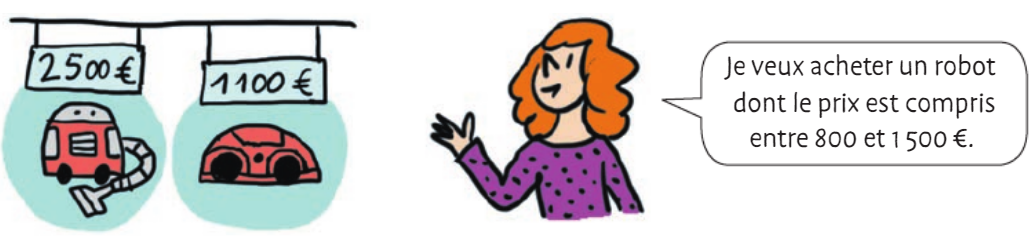 2500 €
1100 €
Je veux acheter un robot
dont le prix est compris
entre 800 et 1 500 €.